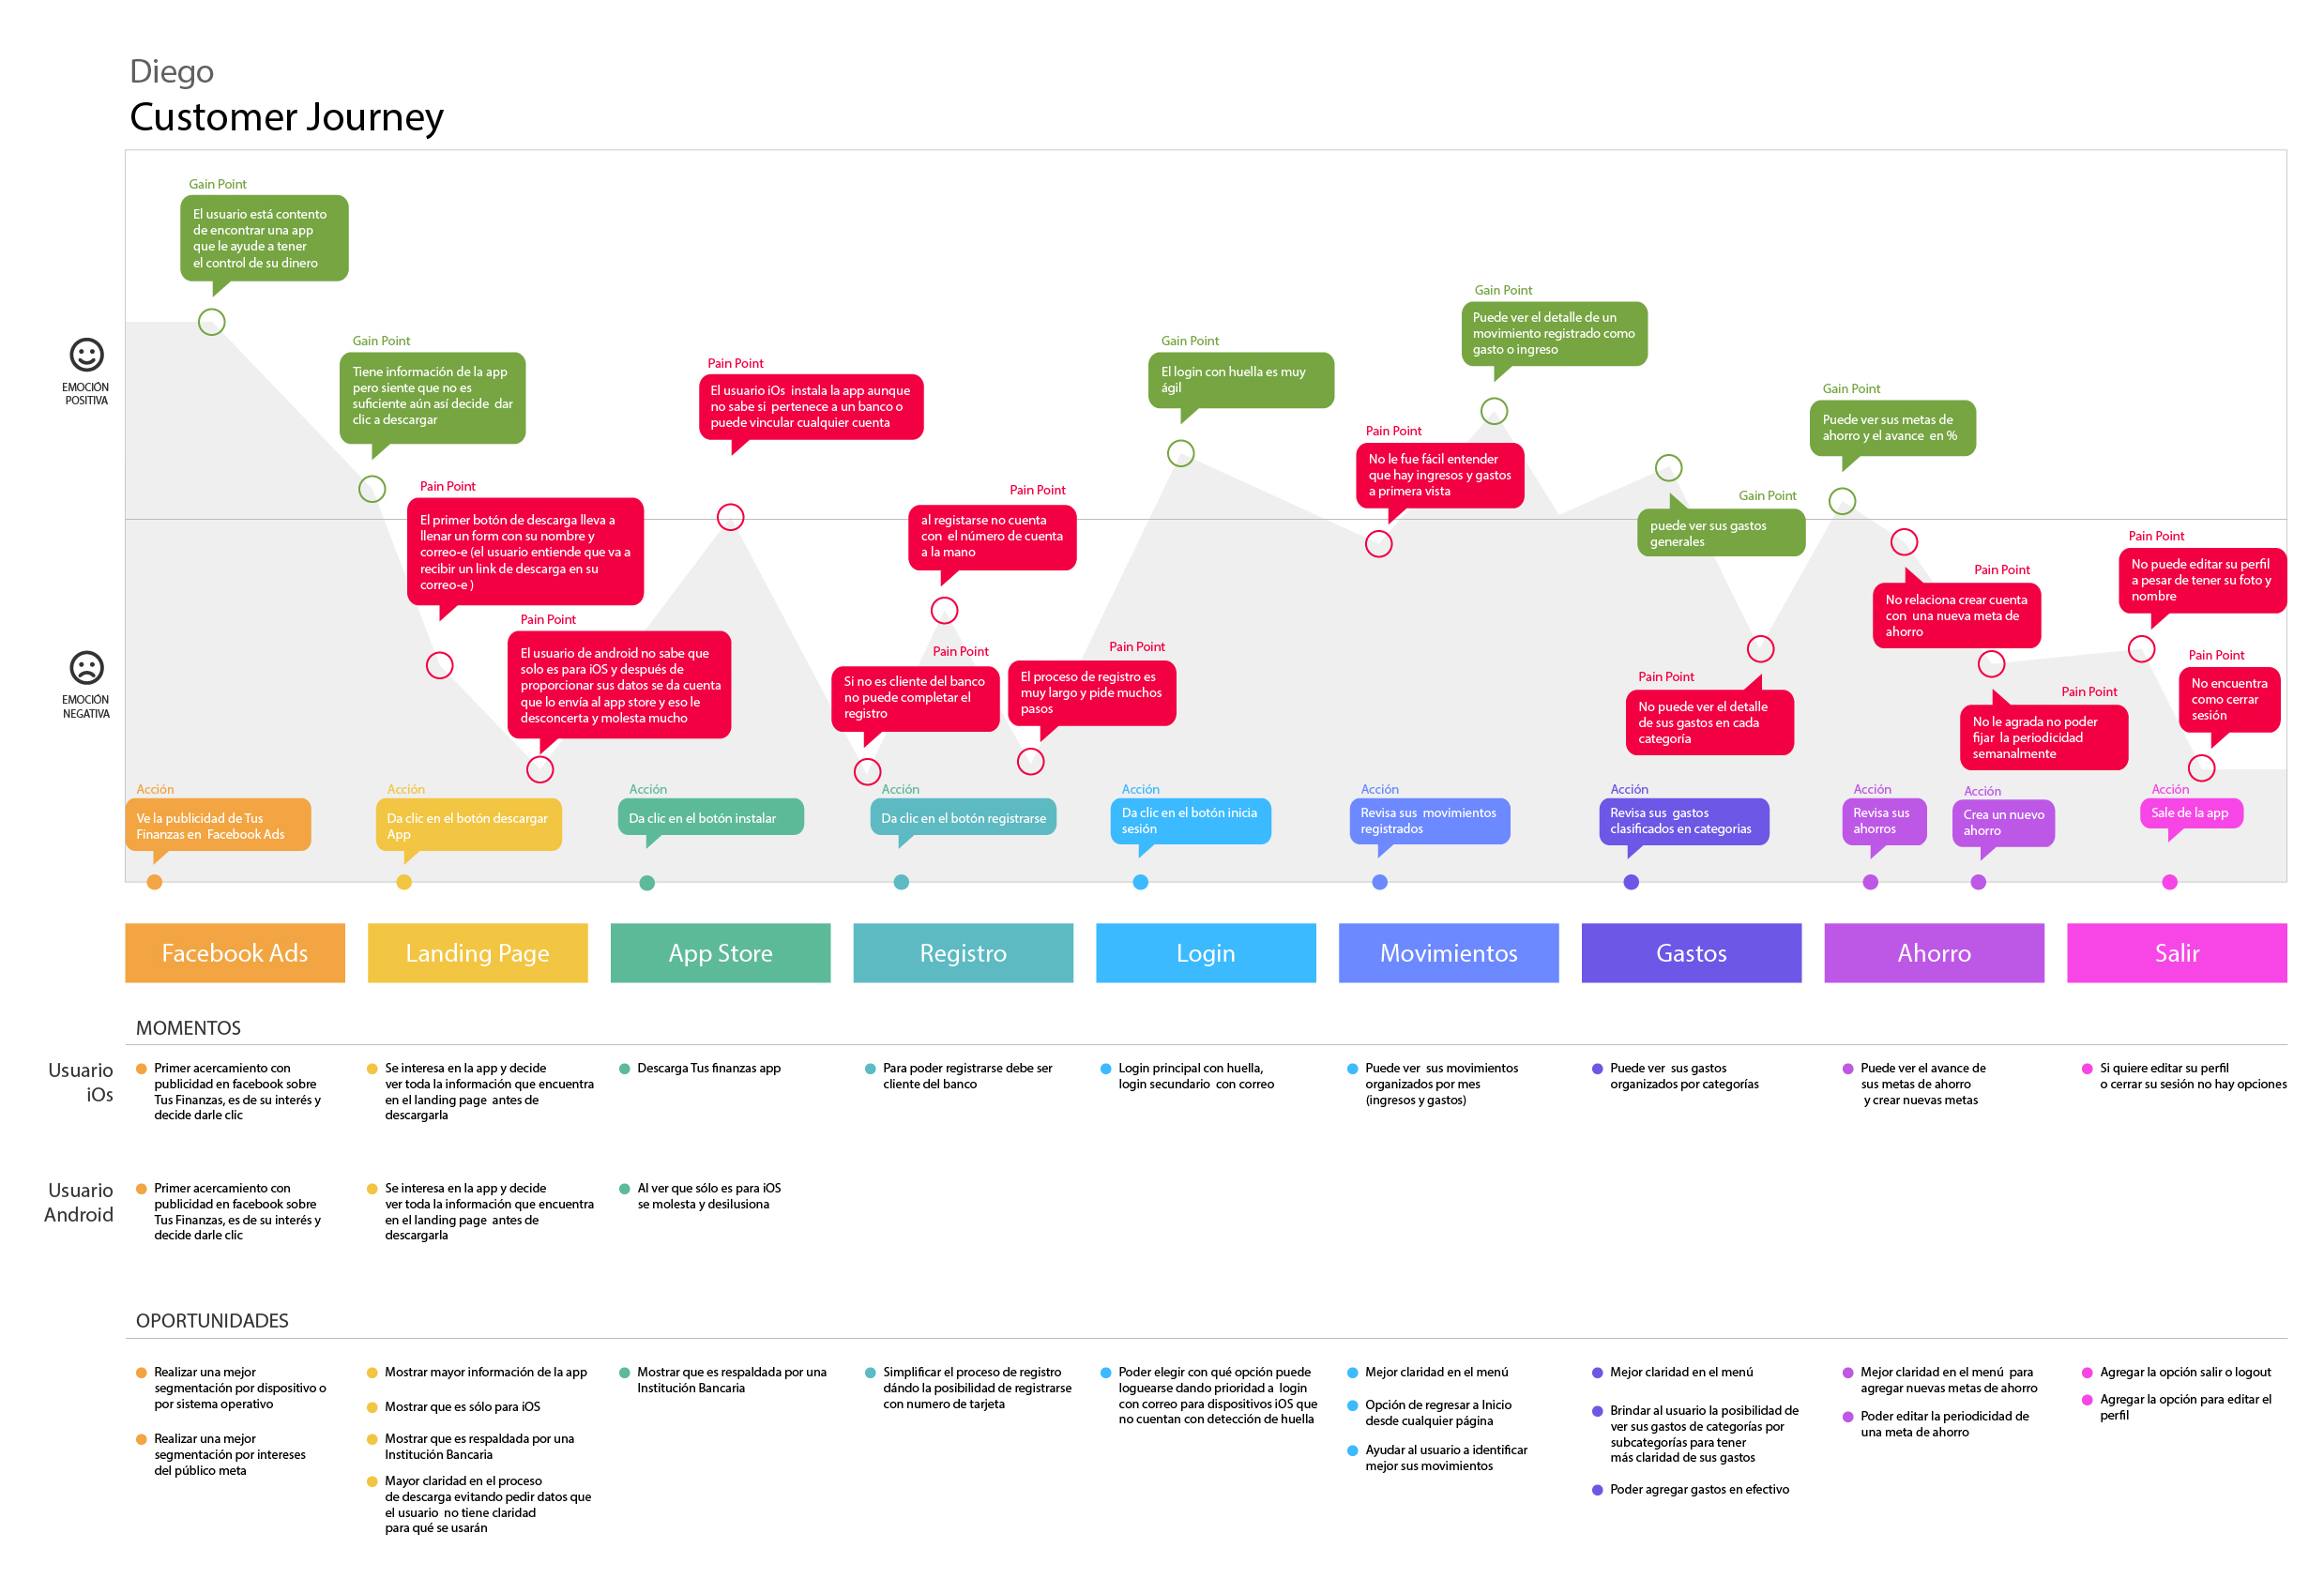 Diego
Customer Journey
EMOCIÓN
POSITIVA
EMOCIÓN
NEGATIVA
Gain Point
El usuario está contento
de encontrar una app
que le ayude a tener
el control de su dinero
Gain Point
Tiene información de la app
pero siente que no es
suficiente aún así decide dar
clic a descargar
Pain Point
El primer botón de descarga lleva a
llenar un form con su nombre y
correo-e (el usuario entiende que va a
recibir un link de descarga en su
correo-e )
Pain Point
El usuario de android no sabe que
solo es para iOS y después de
proporcionar sus datos se da cuenta
que lo envía al app store y eso le
desconcerta y molesta mucho
Pain Point
El usuario iOs instala la app aunque
no sabe si pertenece a un banco o
puede vincular cualquier cuenta
Pain Point
Si no es cliente del banco
no puede completar el
registro
Pain Point
al registarse no cuenta
con el número de cuenta
a la mano
Pain Point
El proceso de registro es
muy largo y pide muchos
pasos
Gain Point
El login con huella es muy
ágil
Pain Point
No le fue fácil entender
que hay ingresos y gastos
a primera vista
Gain Point
Puede ver el detalle de un
movimiento registrado como
gasto o ingreso
Gain Point
puede ver sus gastos
generales
Pain Point
No puede ver el detalle
de sus gastos en cada
categoría
Gain Point
Puede ver sus metas de
ahorro y el avance en %
Pain Point
No relaciona crear cuenta
con una nueva meta de
ahorro
Pain Point
No le agrada no poder
fijar la periodicidad
semanalmente
Pain Point
No puede editar su perfil
a pesar de tener su foto y
nombre
Pain Point
No encuentra
como cerrar
sesión
Acción
Ve la publicidad de Tus
Finanzas en Facebook Ads
Acción
Da clic en el botón descargar
App
Acción
Da clic en el botón instalar
Acción
Da clic en el botón registrarse
Acción
Da clic en el botón inicia
sesión
Acción
Revisa sus movimientos
registrados
Acción
Revisa sus gastos
clasificados en categorias
Acción
Revisa sus
ahorros
Acción
Crea un nuevo
ahorro
Acción
Sale de la app
Facebook Ads
Landing Page
App Store
Registro
Login
Movimientos
Gastos
Ahorro
Salir
MOMENTOS
Usuario
iOs
Primer acercamiento con
publicidad en facebook sobre
Tus Finanzas, es de su interés y
decide darle clic
Se interesa en la app y decide
ver toda la información que encuentra
en el landing page antes de
descargarla
Descarga Tus finanzas app
Para poder registrarse debe ser
cliente del banco
Login principal con huella,
login secundario con correo
Puede ver sus movimientos
organizados por mes
(ingresos y gastos)
Puede ver sus gastos
organizados por categorías
Puede ver el avance de
sus metas de ahorro
y crear nuevas metas
Si quiere editar su perfil
o cerrar su sesión no hay opciones
Usuario
Android
Primer acercamiento con
publicidad en facebook sobre
Tus Finanzas, es de su interés y
decide darle clic
Se interesa en la app y decide
ver toda la información que encuentra
en el landing page antes de
descargarla
Al ver que sólo es para iOS
se molesta y desilusiona
OPORTUNIDADES
Realizar una mejor
segmentación por dispositivo o
por sistema operativo
Realizar una mejor
segmentación por intereses
del público meta
Mostrar mayor información de la app
Mostrar que es sólo para iOS
Mostrar que es respaldada por una
Institución Bancaria
Mayor claridad en el proceso
de descarga evitando pedir datos que
el usuario no tiene claridad
para qué se usarán
Mostrar que es respaldada por una
Institución Bancaria
Simplificar el proceso de registro
dándo la posibilidad de registrarse
con numero de tarjeta
Poder elegir con qué opción puede
loguearse dando prioridad a login
con correo para dispositivos iOS que
no cuentan con detección de huella
Mejor claridad en el menú
Opción de regresar a Inicio
desde cualquier página
Ayudar al usuario a identificar
mejor sus movimientos
Mejor claridad en el menú
Brindar al usuario la posibilidad de
ver sus gastos de categorías por
subcategorías para tener
más claridad de sus gastos
Poder agregar gastos en efectivo
Mejor claridad en el menú para
agregar nuevas metas de ahorro
Poder editar la periodicidad de
una meta de ahorro
Agregar la opción salir o logout
Agregar la opción para editar el
perfil